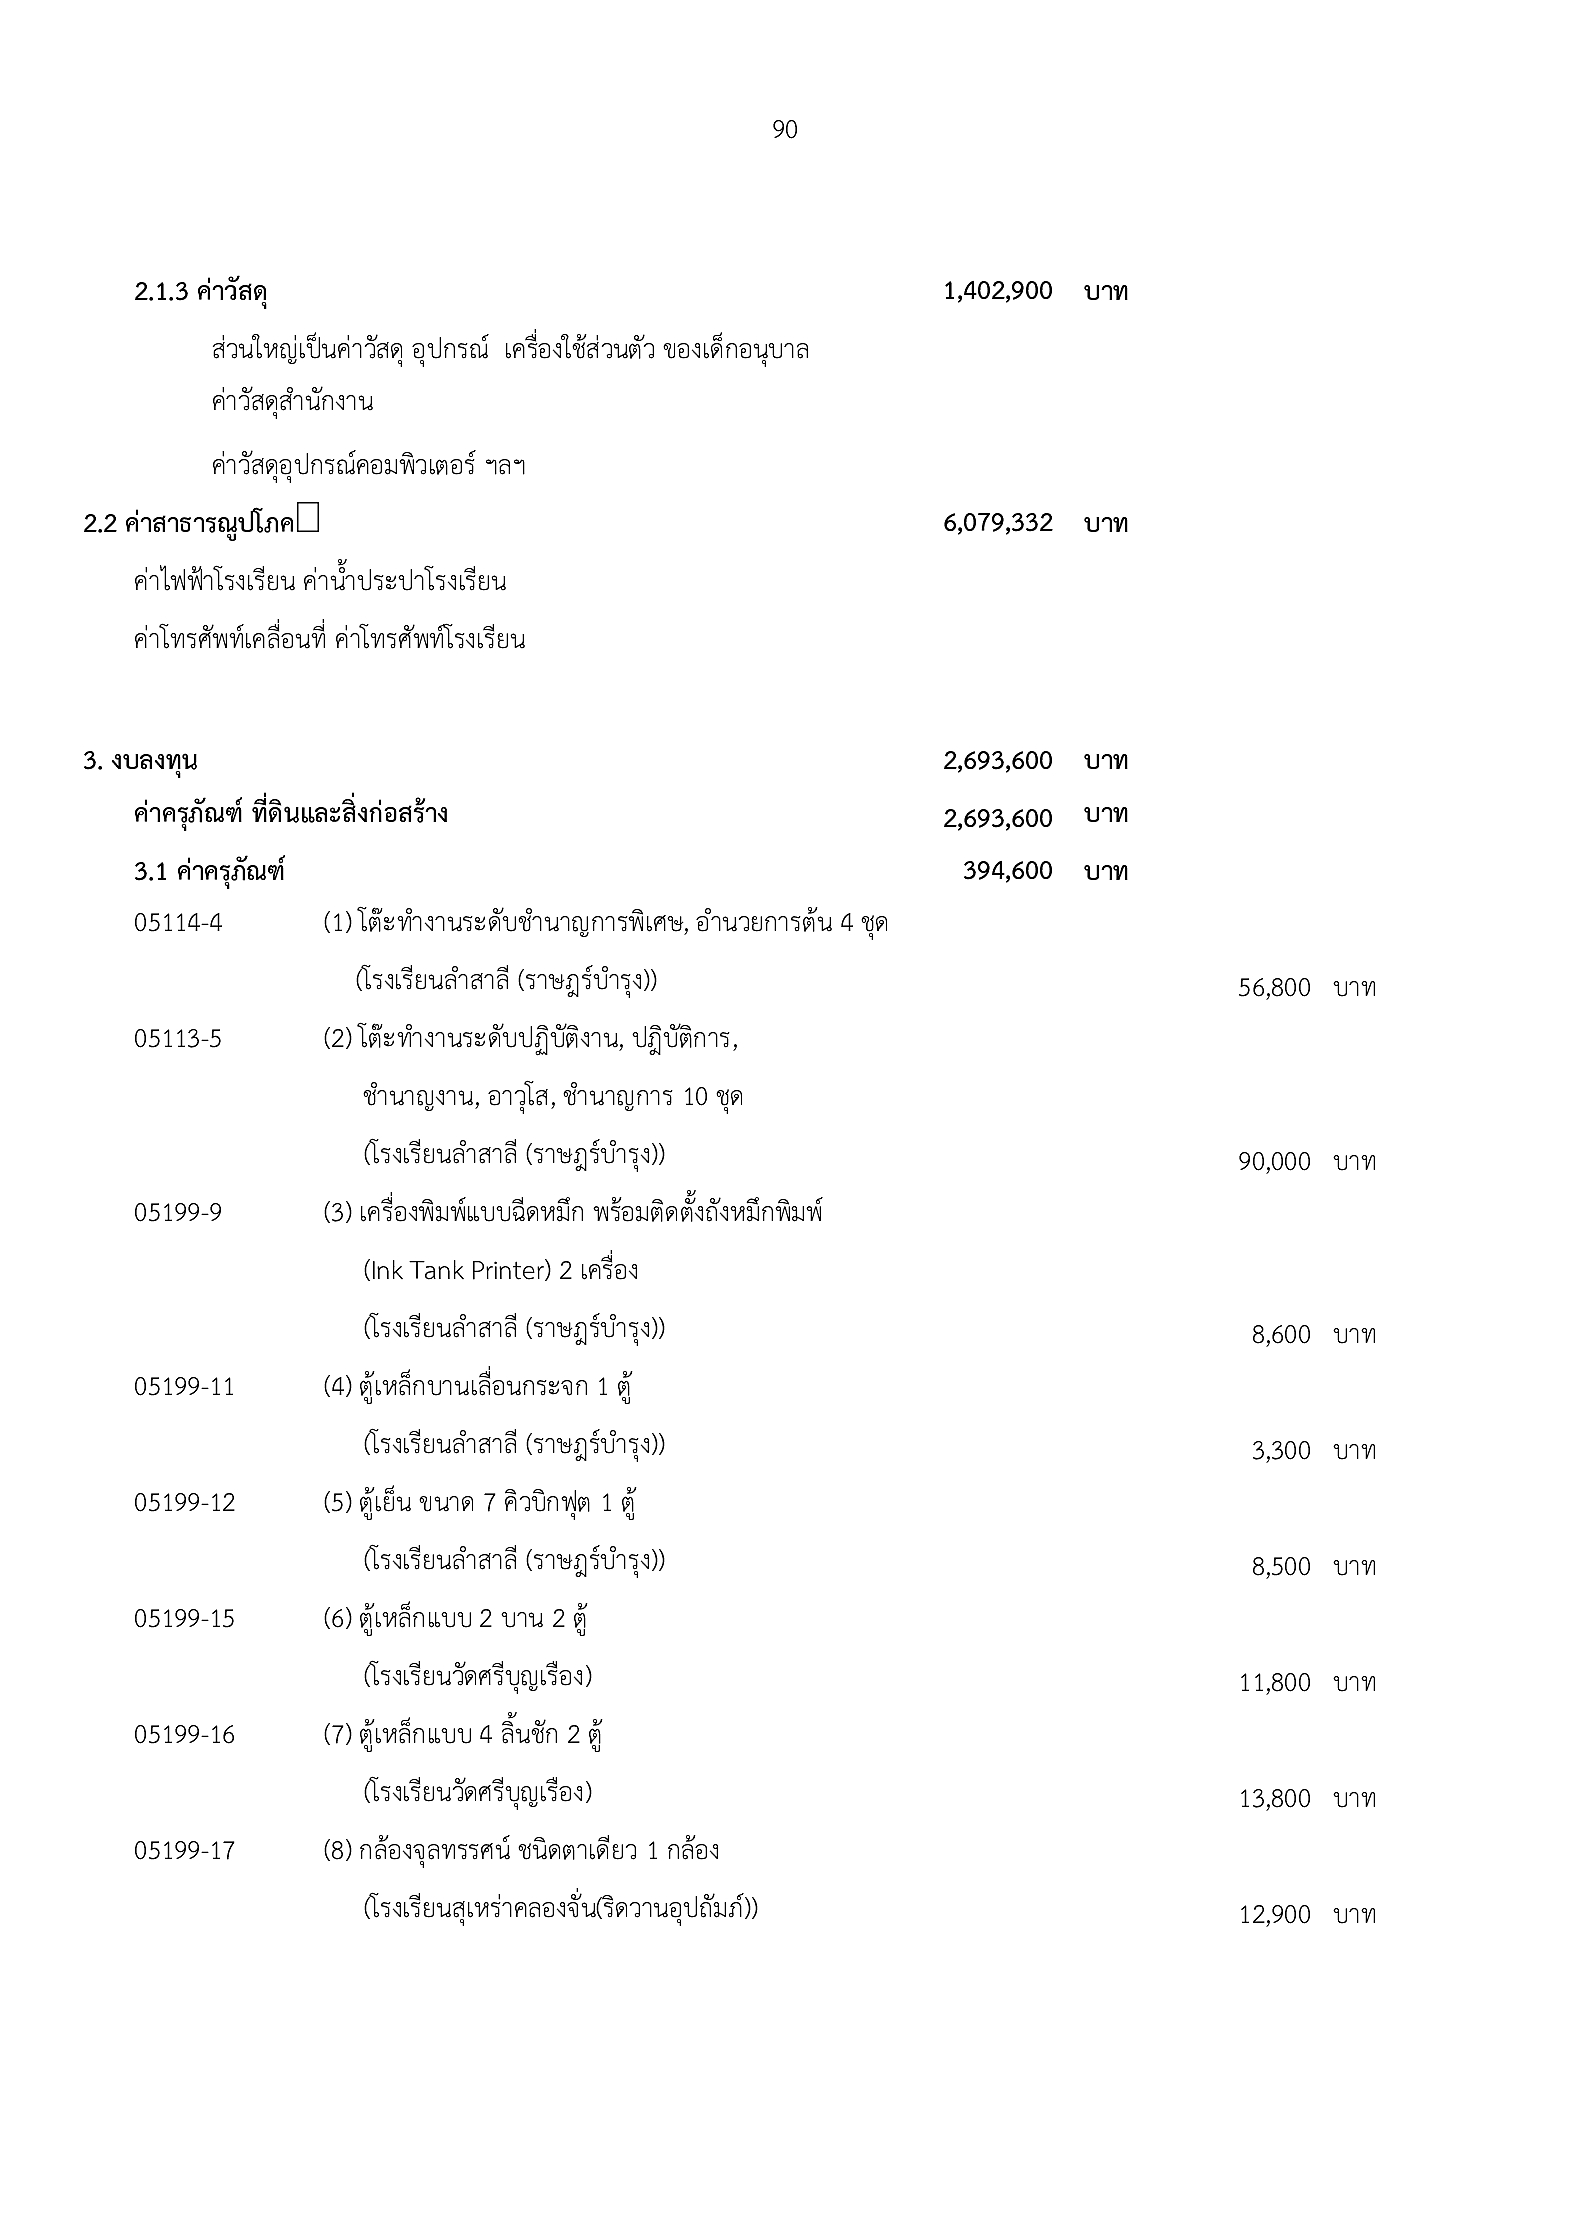 90
2.1.3 ค่าวัสดุ 1,402,900 บาท
ส่วนใหญ่เป็นค่าวัสดุ อุปกรณ์  เครื่องใช้ส่วนตัว ของเด็กอนุบาล
ค่าวัสดุสำนักงาน
ค่าวัสดุอุปกรณ์คอมพิวเตอร์ ฯลฯ
2.2 ค่าสาธารณูปโภค 6,079,332 บาท
ค่าไฟฟ้าโรงเรียน ค่าน้ำประปาโรงเรียน
ค่าโทรศัพท์เคลื่อนที่ ค่าโทรศัพท์โรงเรียน
3. งบลงทุน 2,693,600 บาท
ค่าครุภัณฑ์ ที่ดินและสิ่งก่อสร้าง 2,693,600 บาท
3.1 ค่าครุภัณฑ์ 394,600 บาท
05114-4 (1) โต๊ะทำงานระดับชำนาญการพิเศษ, อำนวยการต้น 4 ชุด
(โรงเรียนลำสาลี (ราษฎร์บำรุง)) 56,800 บาท
05113-5 (2) โต๊ะทำงานระดับปฏิบัติงาน, ปฎิบัติการ,
ชำนาญงาน, อาวุโส, ชำนาญการ 10 ชุด
(โรงเรียนลำสาลี (ราษฎร์บำรุง)) 90,000 บาท
05199-9 (3) เครื่องพิมพ์แบบฉีดหมึก พร้อมติดตั้งถังหมึกพิมพ์
(Ink Tank Printer) 2 เครื่อง
(โรงเรียนลำสาลี (ราษฎร์บำรุง)) 8,600 บาท
05199-11 (4) ตู้เหล็กบานเลื่อนกระจก 1 ตู้
(โรงเรียนลำสาลี (ราษฎร์บำรุง)) 3,300 บาท
05199-12 (5) ตู้เย็น ขนาด 7 คิวบิกฟุต 1 ตู้
(โรงเรียนลำสาลี (ราษฎร์บำรุง)) 8,500 บาท
05199-15 (6) ตู้เหล็กแบบ 2 บาน 2 ตู้
(โรงเรียนวัดศรีบุญเรือง) 11,800 บาท
05199-16 (7) ตู้เหล็กแบบ 4 ลิ้นชัก 2 ตู้
(โรงเรียนวัดศรีบุญเรือง) 13,800 บาท
05199-17 (8) กล้องจุลทรรศน์ ชนิดตาเดียว 1 กล้อง
(โรงเรียนสุเหร่าคลองจั่น(ริดวานอุปถัมภ์)) 12,900 บาท